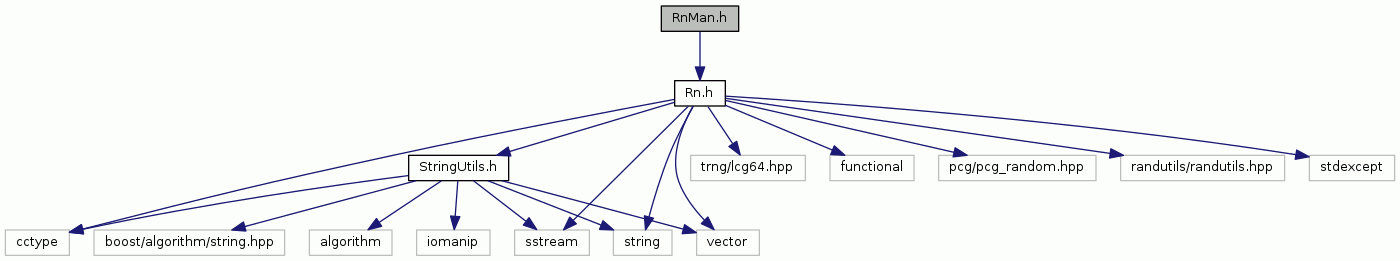 RnMan.h
Rn.h
StringUtils.h
trng/lcg64.hpp
functional
pcg/pcg_random.hpp
randutils/randutils.hpp
stdexcept
cctype
boost/algorithm/string.hpp
algorithm
iomanip
sstream
string
vector